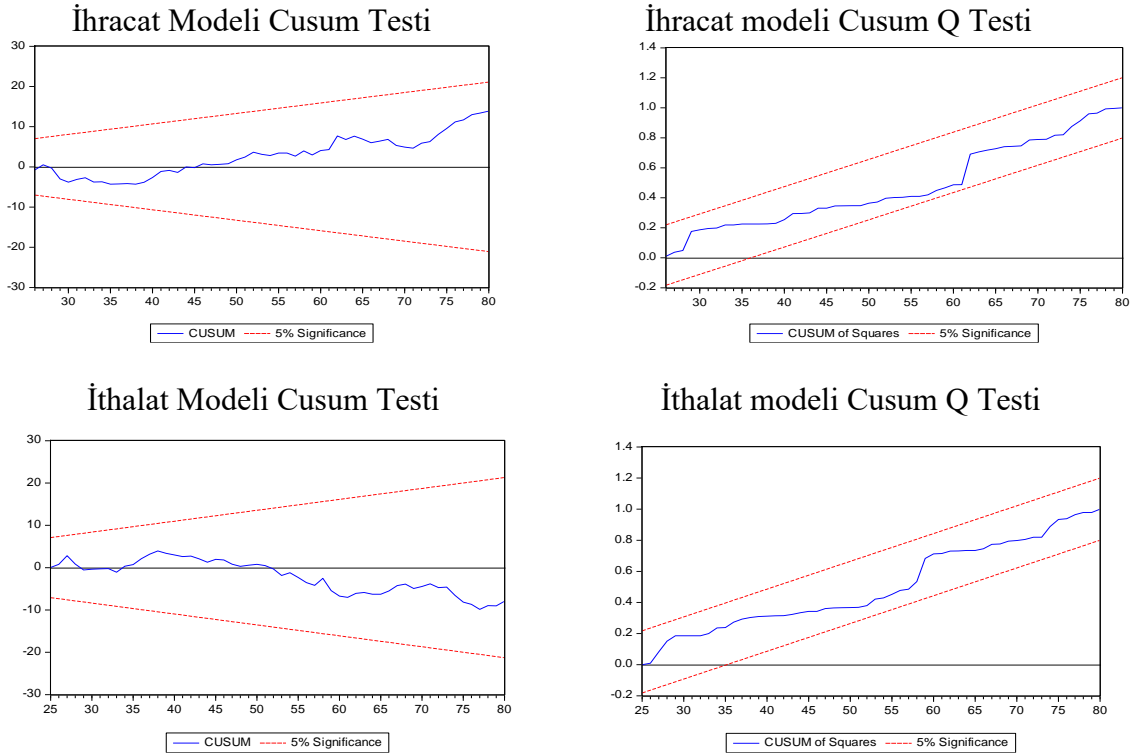 İhracat Modeli Cusum Testi
30
20
10
0
-10
-20
-30
30 35 40 45 50 55 60 65 70 75 80
CUSUM 5% Significance
İhracat modeli Cusum Q Testi
1.4
1.2
1.0
0.8
0.6
0.4
0.2
0.0
-0.2
30 35 40 45 50 55 60 65 70 75 80
CUSUM of Squares 5% Significance
İthalat Modeli Cusum Testi
30
20
10
0
-10
-20
-30
25 30 35 40 45 50 55 60 65 70 75 80
CUSUM 5% Significance
İthalat modeli Cusum Q Testi
1.4
1.2
1.0
0.8
0.6
0.4
0.2
0.0
-0.2
25 30 35 40 45 50 55 60 65 70 75 80
CUSUM of Squares 5% Significance